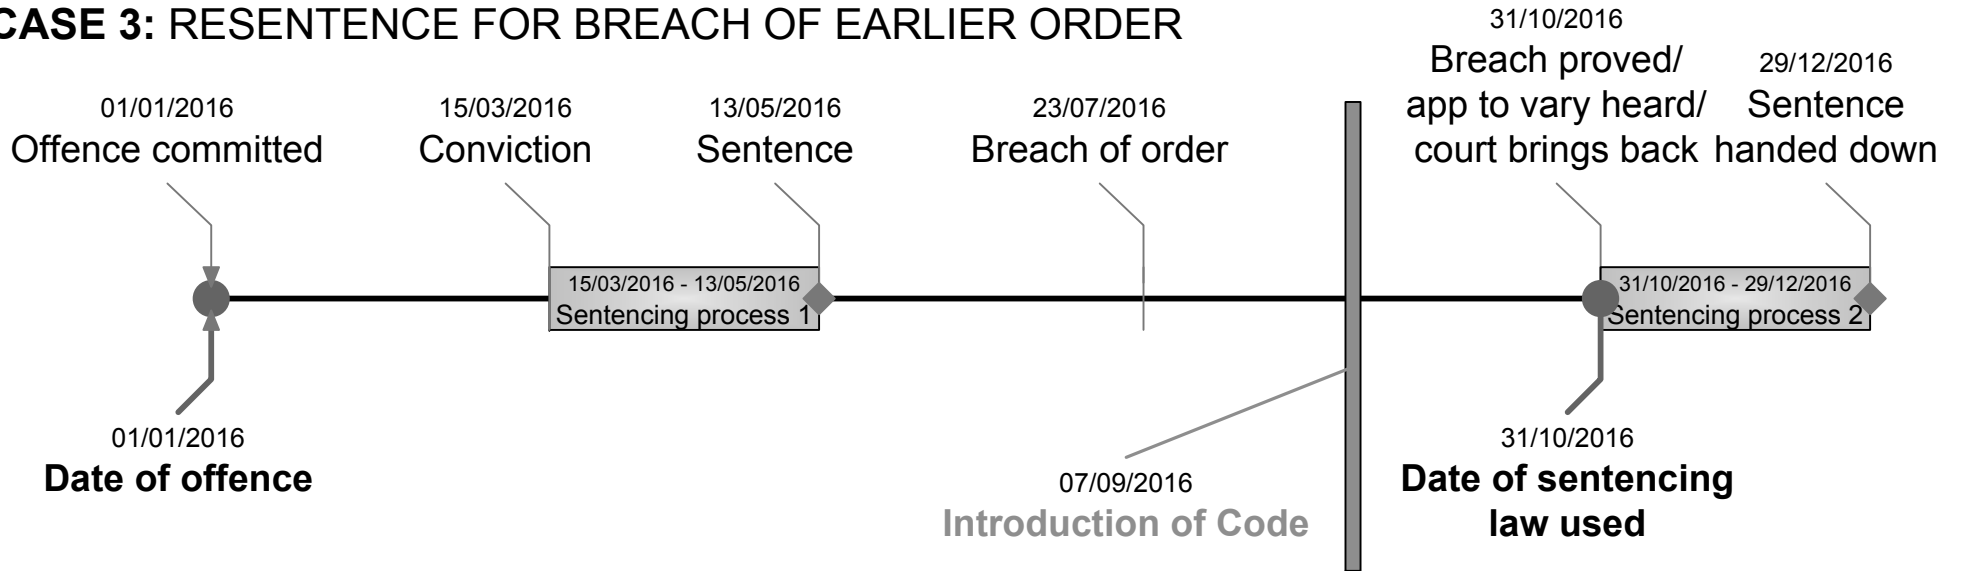 CASE 3: RESENTENCE FOR BREACH OF EARLIER ORDER
01/01/2016
Offence committed
15/03/2016
Conviction
13/05/2016
Sentence
23/07/2016
Breach of order
31/10/2016
Breach proved/
app to vary heard/
court brings back
29/12/2016
Sentence
handed down
15/03/2016 - 13/05/2016
Sentencing process 1
31/10/2016 - 29/12/2016
Sentencing process 2
01/01/2016
Date of offence
07/09/2016
Introduction of Code
31/10/2016
Date of sentencing
law used